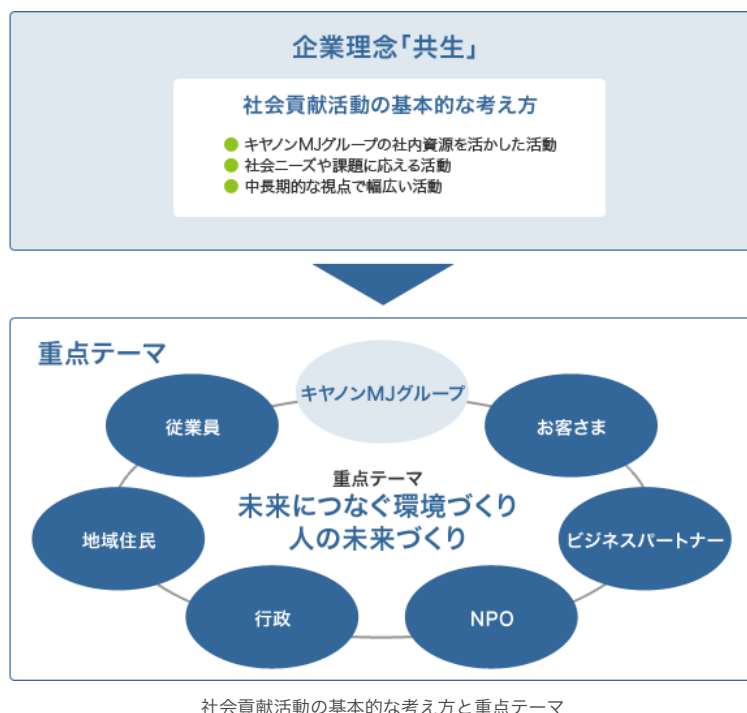 企業理念「共生」
社会貢献活動の基本的な考え方
キヤノンMJグループの社内資源を活かした活動
社会ニーズや課題に応える活動
中長期的な視点で幅広い活動
重点テーマ
キヤノンMJグループ
従業員
お客さま
重点テーマ
未来につなぐ環境づくり
人の未来づくり
地域住民
ビジネスパートナー
行政
NPO
社会貢献活動の基本的な考え方と重点テーマ